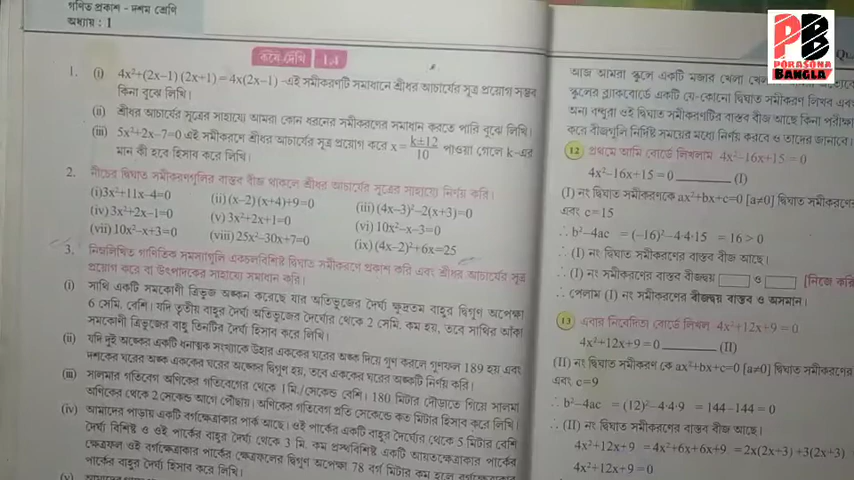 গণিত প্রকাশ - দশম শ্রেণি
অধ্যায় : 1
কষে দেখি 1.4
1. (i) 4x²+(2x−1)(2x+1)=4x(2x−1)-এই সমীকরণটি সমাধানে শ্রীধর আচার্যের সূত্র প্রয়োগ সম্ভব
কিনা বুঝে লিখি।
(ii) শ্রীধর আচার্যের সূত্রের সাহায্যে আমরা কোন ধরনের সমীকরণের সমাধান করতে পারি বুঝে লিখি।
(iii) 5x²+2x−7=0 এই সমীকরণে শ্রীধর আচার্যের সূত্র প্রয়োগ করে x= k±12/10 পাওয়া গেলে k-এর
মান কী হবে হিসাব করে লিখি।
2. নীচের দ্বিঘাত সমীকরণগুলির বাস্তব বীজ থাকলে শ্রীধর আচার্যের সূত্রের সাহায্যে নির্ণয় করি।
(i)3x²+11x−4=0 (ii) (x−2)(x+4)+9=0 (iii) (4x−3)²−2(x+3)=0
(iv) 3x²+2x−1=0 (v) 3x²+2x+1=0 (vi) 10x²−x−3=0
(vii) 10x²−x+3=0 (viii) 25x²−30x+7=0 (ix) (4x−2)²+6x=25
3. নিম্নলিখিত গাণিতিক সমস্যাগুলি একচলবিশিষ্ট দ্বিঘাত সমীকরণে প্রকাশ করি এবং শ্রীধর আচার্যের সূত্র
প্রয়োগ করে বা উৎপাদকের সাহায্যে সমাধান করি।
(i) সাথি একটি সমকোণী ত্রিভুজ অঙ্কন করেছে যার অতিভুজের দৈর্ঘ্য ক্ষুদ্রতম বাহুর দ্বিগুণ অপেক্ষা
6 সেমি. বেশি। যদি তৃতীয় বাহুর দৈর্ঘ্য অতিভুজের দৈর্ঘ্যের থেকে 2 সেমি. কম হয়, তবে সাথির আঁকা
সমকোণী ত্রিভুজের বাহু তিনটির দৈর্ঘ্য হিসাব করে লিখি।
(ii) যদি দুই অঙ্কের একটি ধনাত্মক সংখ্যাকে উহার এককের ঘরের অঙ্ক দিয়ে গুণ করলে গুণফল 189 হয় এবং
দশকের ঘরের অঙ্ক এককের ঘরের অঙ্কের দ্বিগুণ হয়, তবে এককের ঘরের অঙ্কটি নির্ণয় করি।
(iii) সালমার গতিবেগ অণিকের গতিবেগের থেকে 1মি./সেকেন্ড বেশি। 180 মিটার দৌড়াতে গিয়ে সালমা
অণিকের থেকে 2সেকেন্ড আগে পৌঁছায়। অণিকের গতিবেগ প্রতি সেকেন্ডে কত মিটার হিসাব করে লিখি।
(iv) আমাদের পাড়ায় একটি বর্গক্ষেত্রাকার পার্ক আছে। ওই পার্কের একটি বাহুর দৈর্ঘ্যের থেকে 5 মিটার বেশি
দৈর্ঘ্য বিশিষ্ট ও ওই পার্কের বাহুর দৈর্ঘ্য থেকে 3 মি. কম প্রস্থবিশিষ্ট একটি আয়তক্ষেত্রাকার পার্কের
ক্ষেত্রফল ওই বর্গক্ষেত্রাকার পার্কের ক্ষেত্রফলের দ্বিগুণ অপেক্ষা 78 বর্গ মিটার কম হলে বর্গক্ষেত্রাকার
পার্কের বাহুর দৈর্ঘ্য হিসাব করে লিখি।
PB
PORASONA
BANGLA
আজ আমরা স্কুলে একটি মজার খেলা
স্কুলের ব্ল্যাকবোর্ডে একটি যে-কোনো দ্বিঘাত সমীকরণ লিখব এবং
অন্য বন্ধুরা ওই দ্বিঘাত সমীকরণটির বাস্তব বীজ আছে কিনা পরীক্ষা
করে বীজগুলি নির্দিষ্ট সময়ের মধ্যে নির্ণয় করবে ও তাদের জানাবে।
12 প্রথমে আমি বোর্ডে লিখলাম 4x²−16x+15=0
4x²−16x+15=0 ______ (I)
(I) নং দ্বিঘাত সমীকরণকে ax²+bx+c=0 [a≠0] দ্বিঘাত সমীকরণের
এবং c=15
∴ b²−4ac = (−16)²−4·4·15 = 16 > 0
∴ (I) নং দ্বিঘাত সমীকরণের বাস্তব বীজ আছে।
∴ (I) নং দ্বিঘাত সমীকরণের বাস্তব বীজদ্বয় □ ও □ [নিজে করি
∴ পেলাম (I) নং সমীকরণের বীজদ্বয় বাস্তব ও অসমান।
13 এবার নিবেদিতা বোর্ডে লিখল 4x²+12x+9=0
4x²+12x+9=0 ______ (II)
(II) নং দ্বিঘাত সমীকরণ কে ax²+bx+c=0 [a≠0] দ্বিঘাত সমীকরণের
এবং c=9
∴ b²−4ac = (12)²−4·4·9 = 144−144 = 0
∴ (II) নং দ্বিঘাত সমীকরণের বাস্তব বীজ আছে।
4x²+12x+9 = 4x²+6x+6x+9 = 2x(2x+3)+3(2x+3)
4x²+12x+9=0